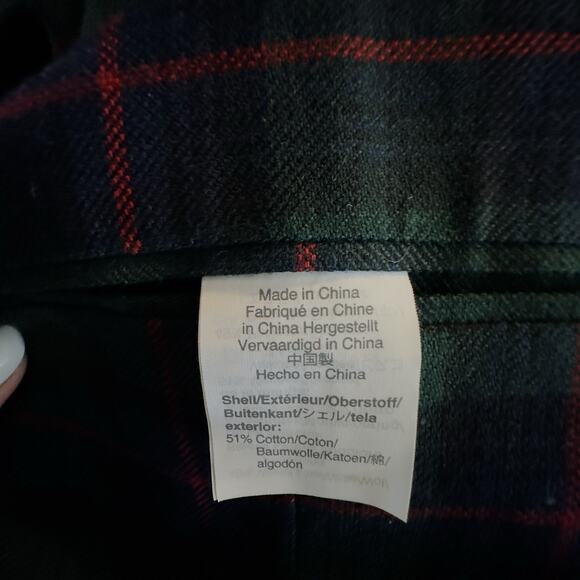 Made in China
Fabriqué en Chine
in China Hergestellt
Vervaardigd in China
中国製
Hecho en China
Shell/Extérieur/Oberstoff/
Buitenkant/シェル/tela
exterior:
51% Cotton/Coton/
Baumwolle/Katoen/綿/
algodón